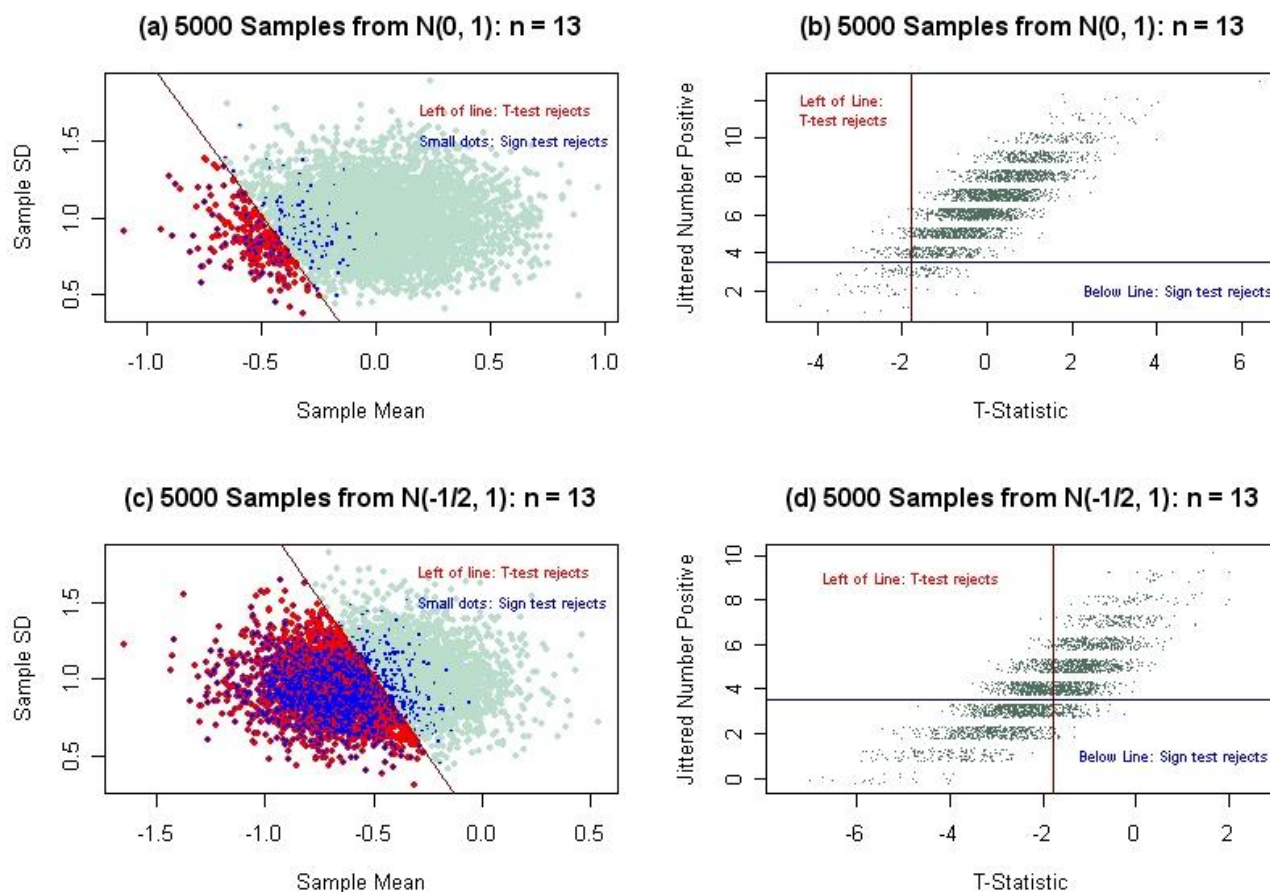 (a) 5000 Samples from N(0, 1): n = 13
Sample SD
1.5
1.0
0.5
Left of line: T-test rejects
Small dots: Sign test rejects
-1.0
-0.5
0.0
0.5
1.0
Sample Mean
(b) 5000 Samples from N(0, 1): n = 13
Jittered Number Positive
10
8
6
4
2
Left of Line:
T-test rejects
Below Line: Sign test rejects
-4
-2
0
2
4
6
T-Statistic
(c) 5000 Samples from N(-1/2, 1): n = 13
Sample SD
1.5
1.0
0.5
Left of line: T-test rejects
Small dots: Sign test rejects
-1.5
-1.0
-0.5
0.0
0.5
Sample Mean
(d) 5000 Samples from N(-1/2, 1): n = 13
Jittered Number Positive
10
8
6
4
2
0
Left of Line: T-test rejects
Below Line: Sign test rejects
-6
-4
-2
0
2
T-Statistic